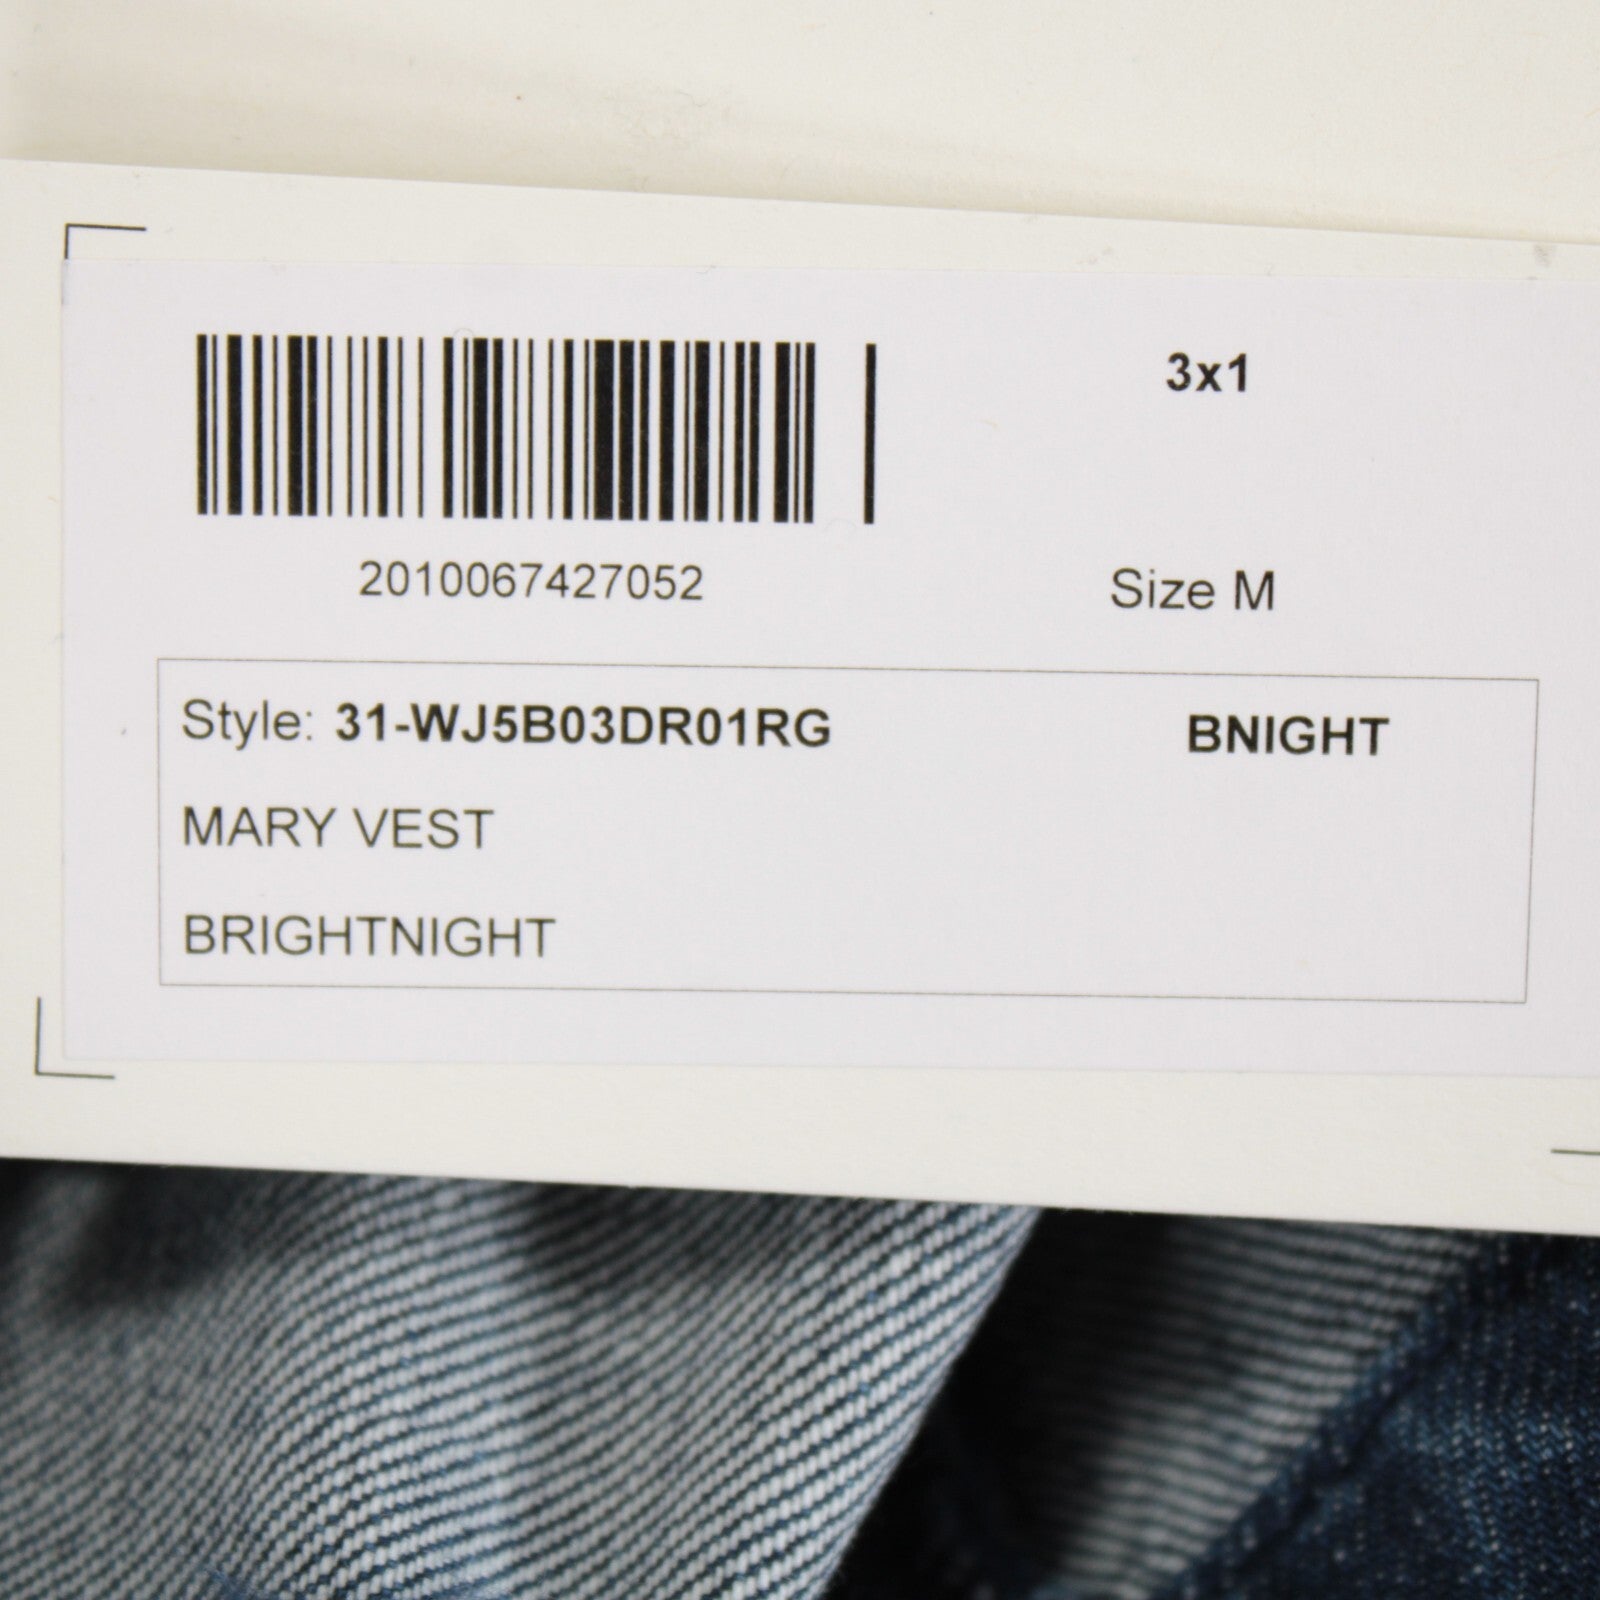 3x1
2010067427052
Size M
Style: 31-WJ5B03DR01RG BNIGHT
MARY VEST
BRIGHTNIGHT